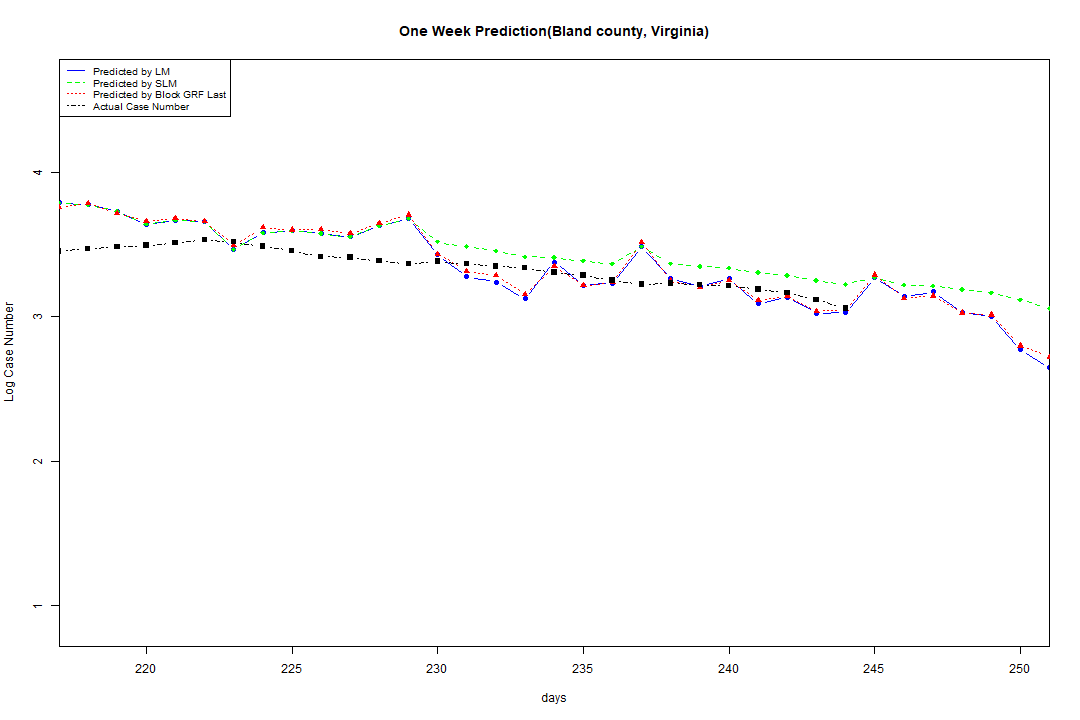 One Week Prediction(Bland county, Virginia)
Predicted by LM
Predicted by SLM
Predicted by Block GRF Last
Actual Case Number
Log Case Number
4
3
2
1
220 225 230 235 240 245 250
days